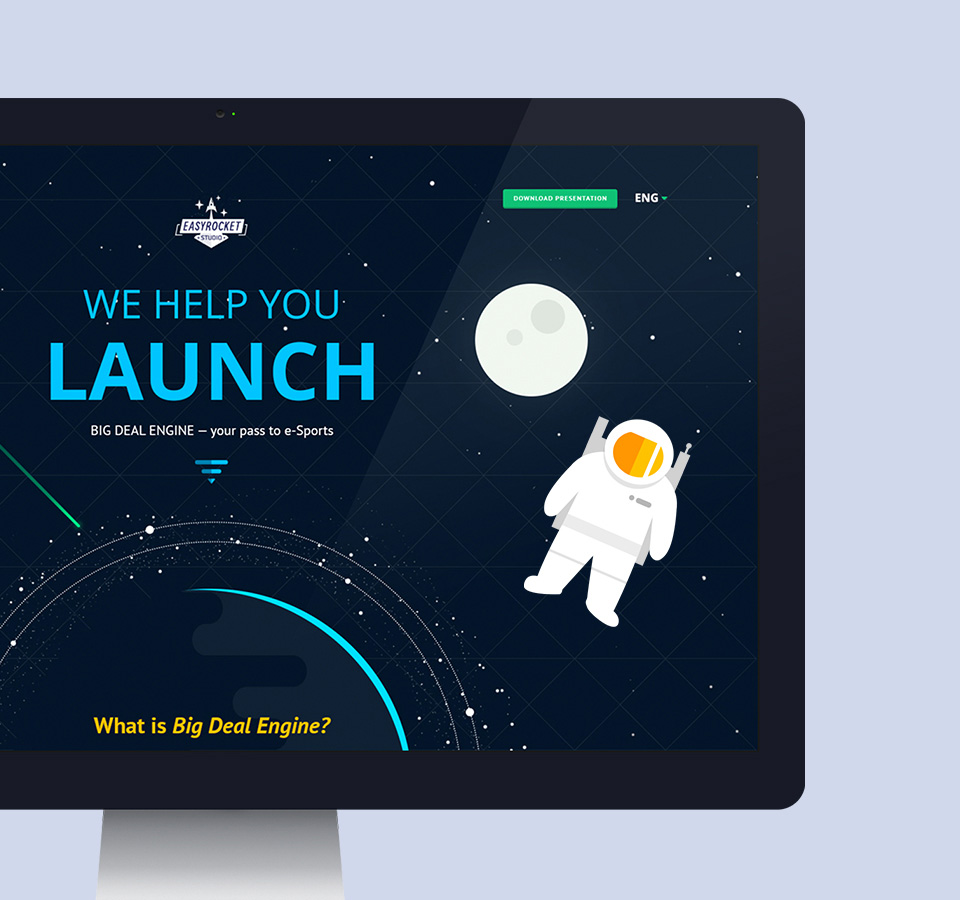 DOWNLOAD PRESENTATION
ENG
EASYROCKET
STUDIO
WE HELP YOU
LAUNCH
BIG DEAL ENGINE — your pass to e-Sports
What is Big Deal Engine?